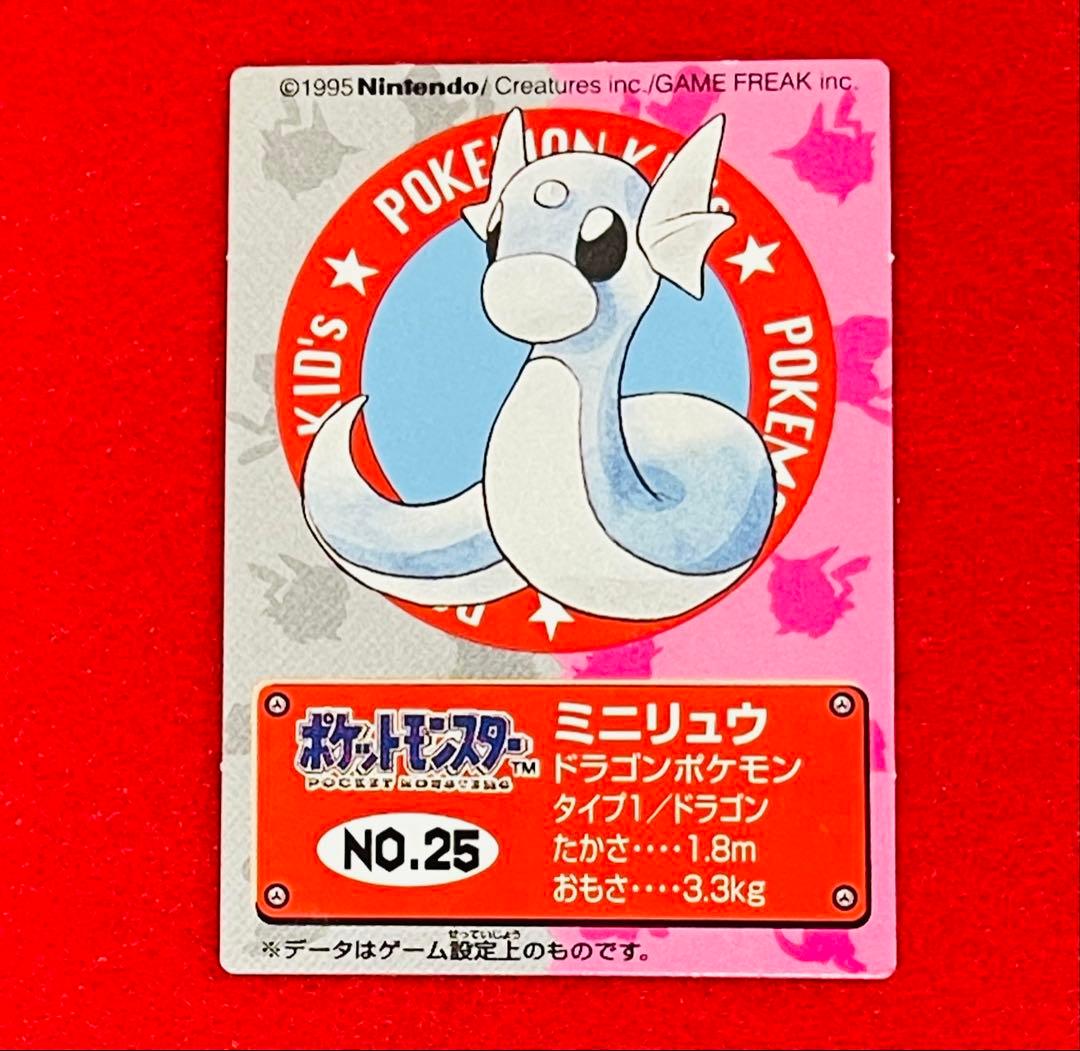 ©1995 Nintendo/ Creatures inc./GAME FREAK inc.
POKEMON KID's
POKEM
KID's
ポケットモンスター™
POCKET MONSTERS
NO.25
ミニリュウ
ドラゴンポケモン
タイプ1／ドラゴン
たかさ‥‥1.8m
おもさ‥‥3.3kg
せっていじょう
※データはゲーム設定上のものです。